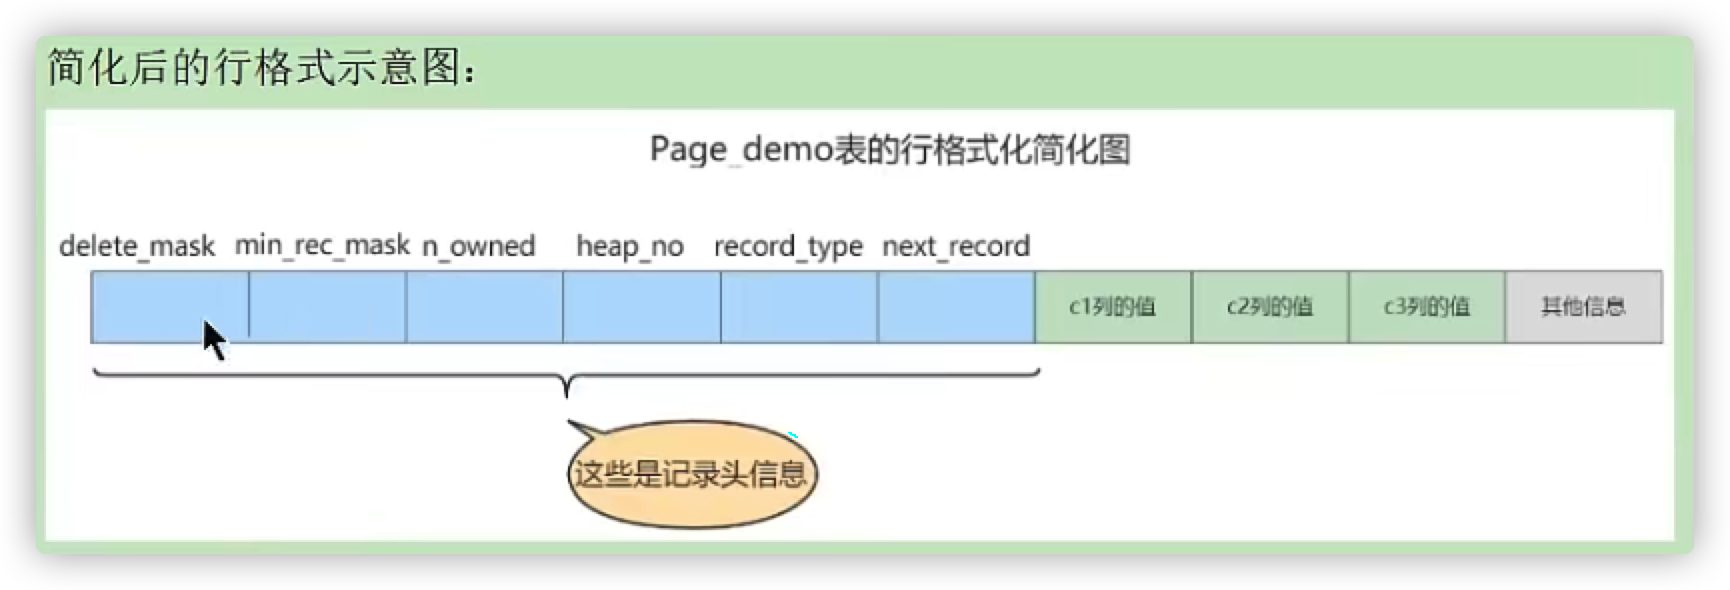 简化后的行格式示意图：
Page_demo表的行格式化简化图
delete_mask min_rec_mask n_owned heap_no record_type next_record
c1列的值 c2列的值 c3列的值 其他信息
这些是记录头信息